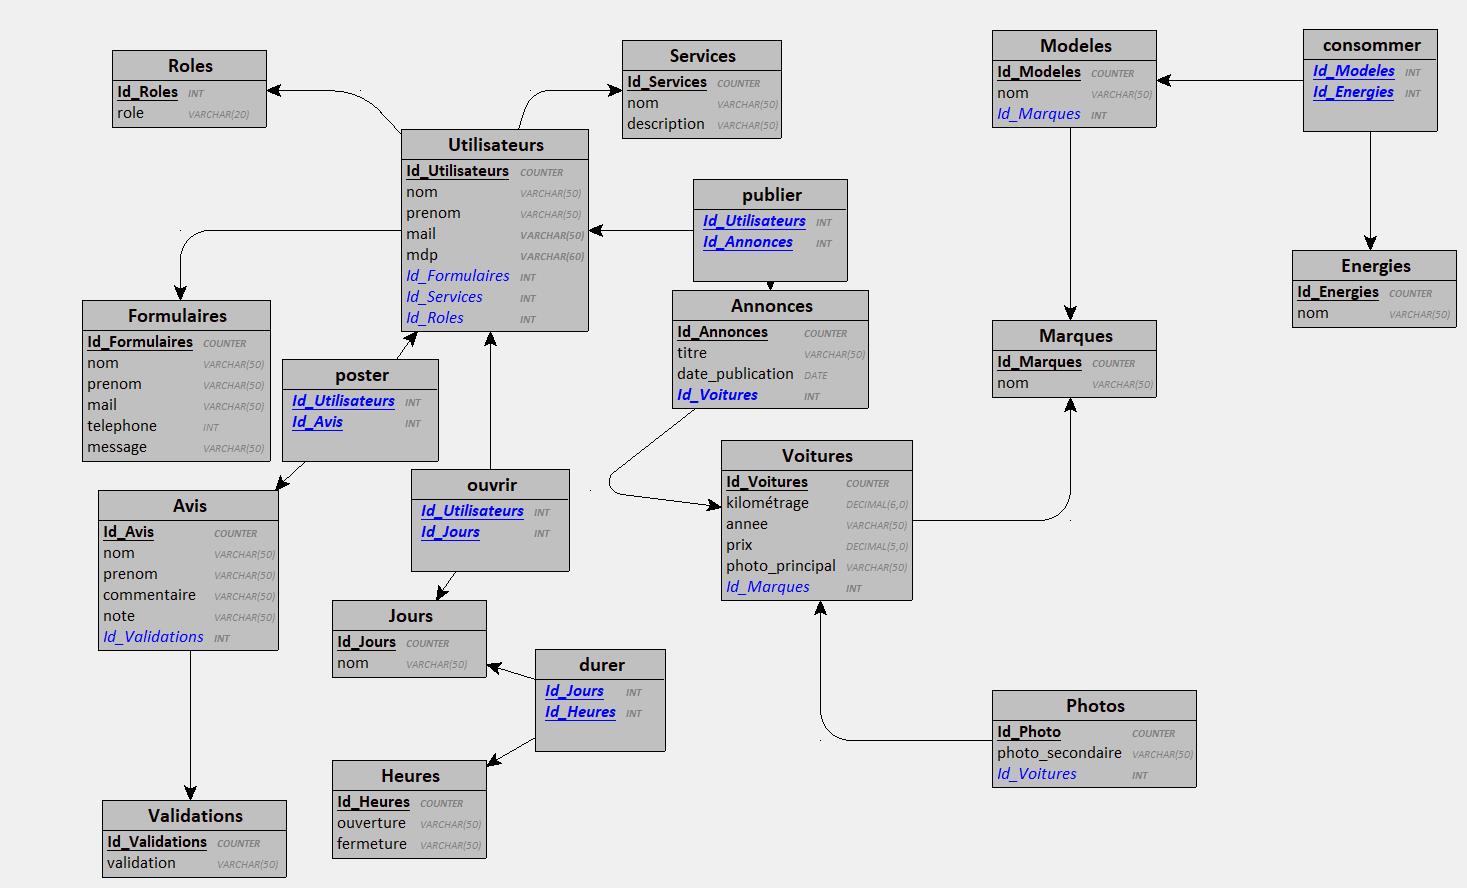 Roles
Id_Roles INT
role VARCHAR(20)
Services
Id_Services COUNTER
nom VARCHAR(50)
description VARCHAR(50)
Modeles
Id_Modeles COUNTER
nom VARCHAR(50)
Id_Marques INT
consommer
Id_Modeles INT
Id_Energies INT
Utilisateurs
Id_Utilisateurs COUNTER
nom VARCHAR(50)
prenom VARCHAR(50)
mail VARCHAR(50)
mdp VARCHAR(60)
Id_Formulaires INT
Id_Services INT
Id_Roles INT
publier
Id_Utilisateurs INT
Id_Annonces INT
Energies
Id_Energies COUNTER
nom VARCHAR(50)
Formulaires
Id_Formulaires COUNTER
nom VARCHAR(50)
prenom VARCHAR(50)
mail VARCHAR(50)
telephone INT
message VARCHAR(50)
Annonces
Id_Annonces COUNTER
titre VARCHAR(50)
date_publication DATE
Id_Voitures INT
Marques
Id_Marques COUNTER
nom VARCHAR(50)
poster
Id_Utilisateurs INT
Id_Avis INT
Voitures
Id_Voitures COUNTER
kilométrage DECIMAL(6,0)
annee VARCHAR(50)
prix DECIMAL(5,0)
photo_principal VARCHAR(50)
Id_Marques INT
ouvrir
Id_Utilisateurs INT
Id_Jours INT
Avis
Id_Avis COUNTER
nom VARCHAR(50)
prenom VARCHAR(50)
commentaire VARCHAR(50)
note VARCHAR(50)
Id_Validations INT
Jours
Id_Jours COUNTER
nom VARCHAR(50)
durer
Id_Jours INT
Id_Heures INT
Photos
Id_Photo COUNTER
photo_secondaire VARCHAR(50)
Id_Voitures INT
Heures
Id_Heures COUNTER
ouverture VARCHAR(50)
fermeture VARCHAR(50)
Validations
Id_Validations COUNTER
validation VARCHAR(50)